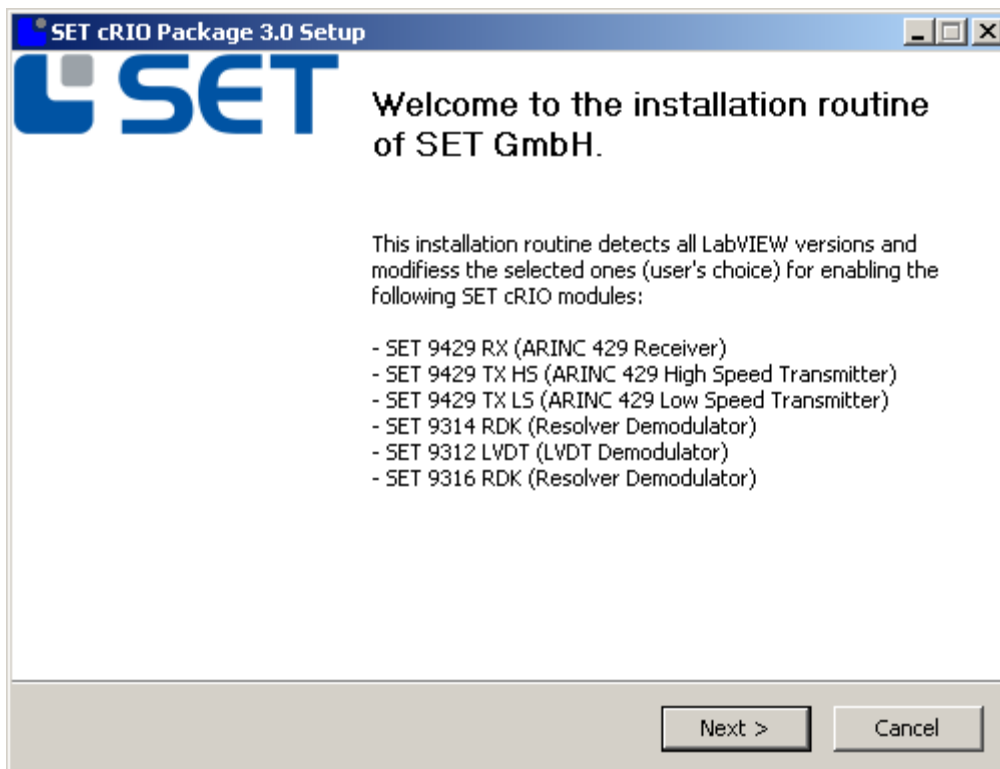 SET cRIO Package 3.0 Setup
SET
Welcome to the installation routine
of SET GmbH.
This installation routine detects all LabVIEW versions and
modifiess the selected ones (user's choice) for enabling the
following SET cRIO modules:
- SET 9429 RX (ARINC 429 Receiver)
- SET 9429 TX HS (ARINC 429 High Speed Transmitter)
- SET 9429 TX LS (ARINC 429 Low Speed Transmitter)
- SET 9314 RDK (Resolver Demodulator)
- SET 9312 LVDT (LVDT Demodulator)
- SET 9316 RDK (Resolver Demodulator)
Next >
Cancel